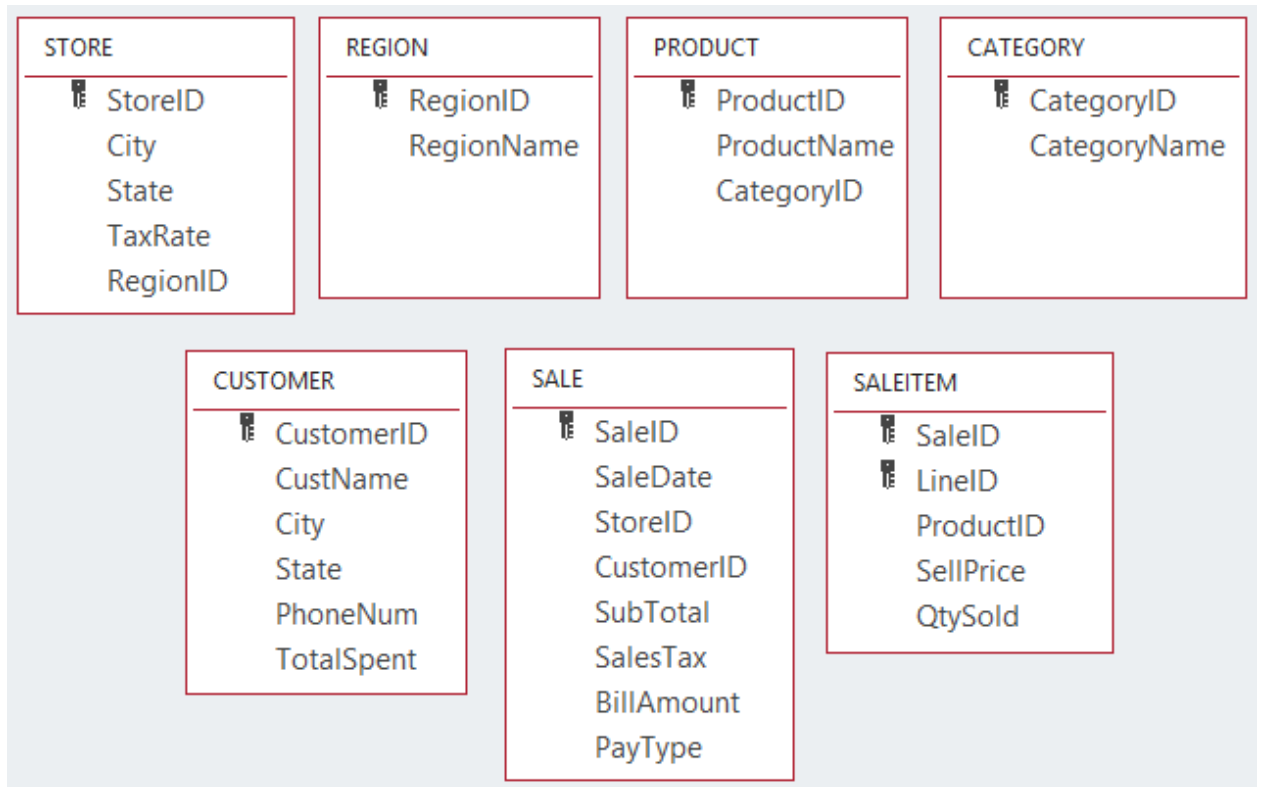 STORE
StoreID
City
State
TaxRate
RegionID
REGION
RegionID
RegionName
PRODUCT
ProductID
ProductName
CategoryID
CATEGORY
CategoryID
CategoryName
CUSTOMER
CustomerID
CustName
City
State
PhoneNum
TotalSpent
SALE
SaleID
SaleDate
StoreID
CustomerID
SubTotal
SalesTax
BillAmount
PayType
SALEITEM
SaleID
LineID
ProductID
SellPrice
QtySold